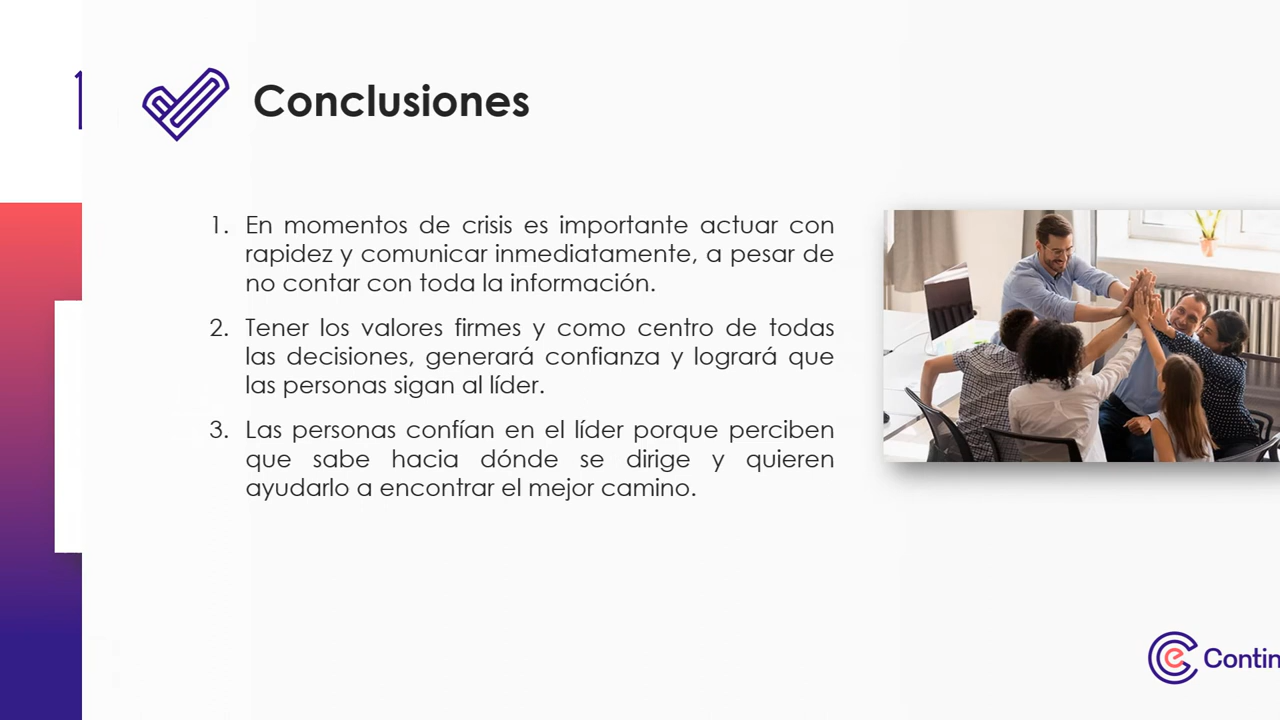 Conclusiones
1. En momentos de crisis es importante actuar con
rapidez y comunicar inmediatamente, a pesar de
no contar con toda la información.
2. Tener los valores firmes y como centro de todas
las decisiones, generará confianza y logrará que
las personas sigan al líder.
3. Las personas confían en el líder porque perciben
que sabe hacia dónde se dirige y quieren
ayudarlo a encontrar el mejor camino.